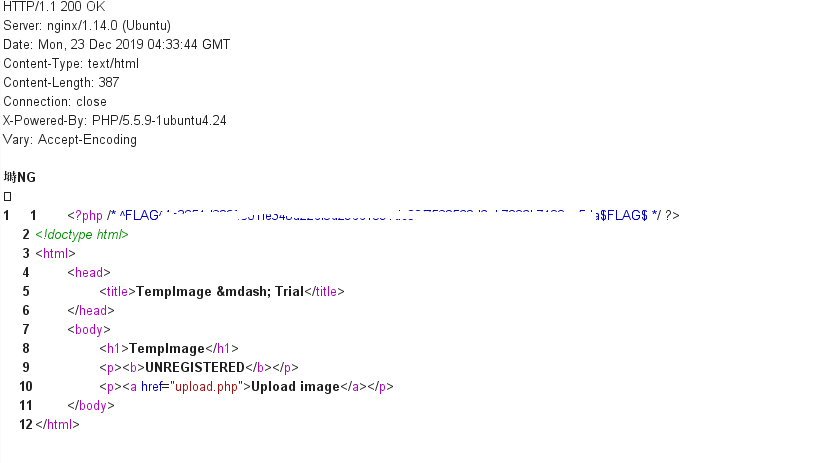 HTTP/1.1 200 OK
Server: nginx/1.14.0 (Ubuntu)
Date: Mon, 23 Dec 2019 04:33:44 GMT
Content-Type: text/html
Content-Length: 387
Connection: close
X-Powered-By: PHP/5.5.9-1ubuntu4.24
Vary: Accept-Encoding
塒NG
1 1 <?php /* ^FLAG^ $FLAG$ */ ?>
2 <!doctype html>
3 <html>
4 <head>
5 <title>TempImage &mdash; Trial</title>
6 </head>
7 <body>
8 <h1>TempImage</h1>
9 <p><b>UNREGISTERED</b></p>
10 <p><a href="upload.php">Upload image</a></p>
11 </body>
12 </html>